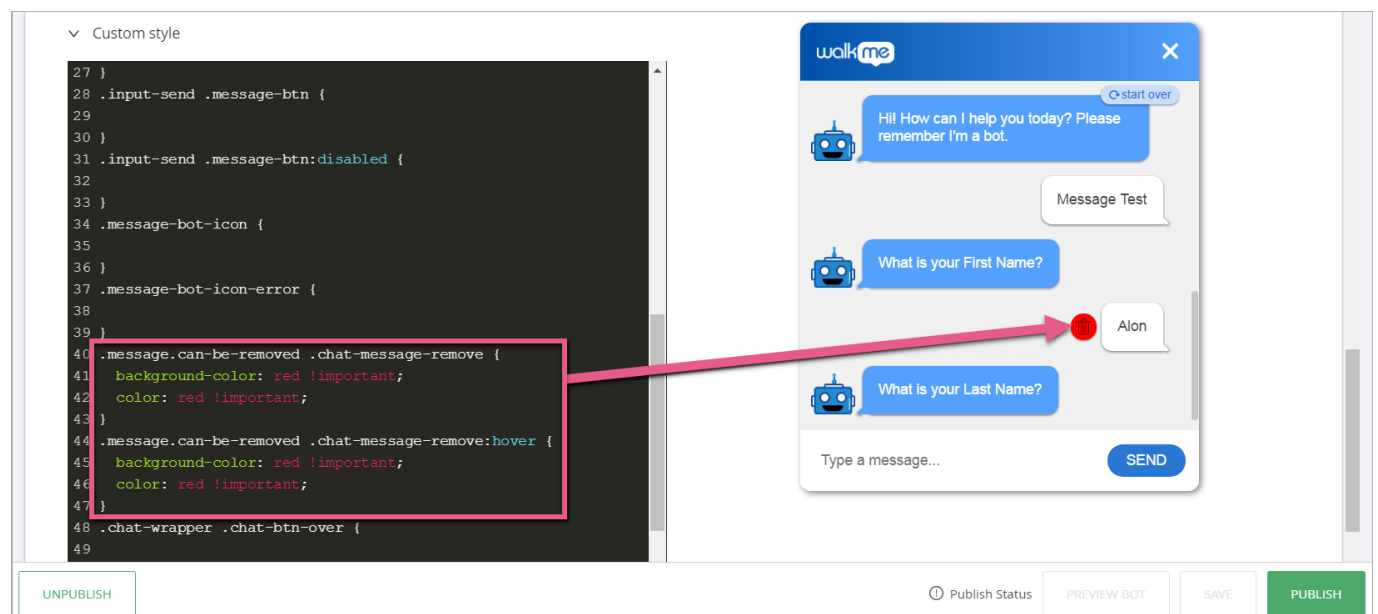 Custom style
27 }
28 .input-send .message-btn {
29
30 }
31 .input-send .message-btn:disabled {
32
33 }
34 .message-bot-icon {
35
36 }
37 .message-bot-icon-error {
38
39 }
40 .message.can-be-removed .chat-message-remove {
41 background-color: red !important;
42 color: red !important;
43 }
44 .message.can-be-removed .chat-message-remove:hover {
45 background-color: red !important;
46 color: red !important;
47 }
48 .chat-wrapper .chat-btn-over {
49
walkme
start over
Hi! How can I help you today? Please
remember I'm a bot.
Message Test
What is your First Name?
Alon
What is your Last Name?
Type a message...
SEND
UNPUBLISH
Publish Status
PREVIEW BOT
SAVE
PUBLISH